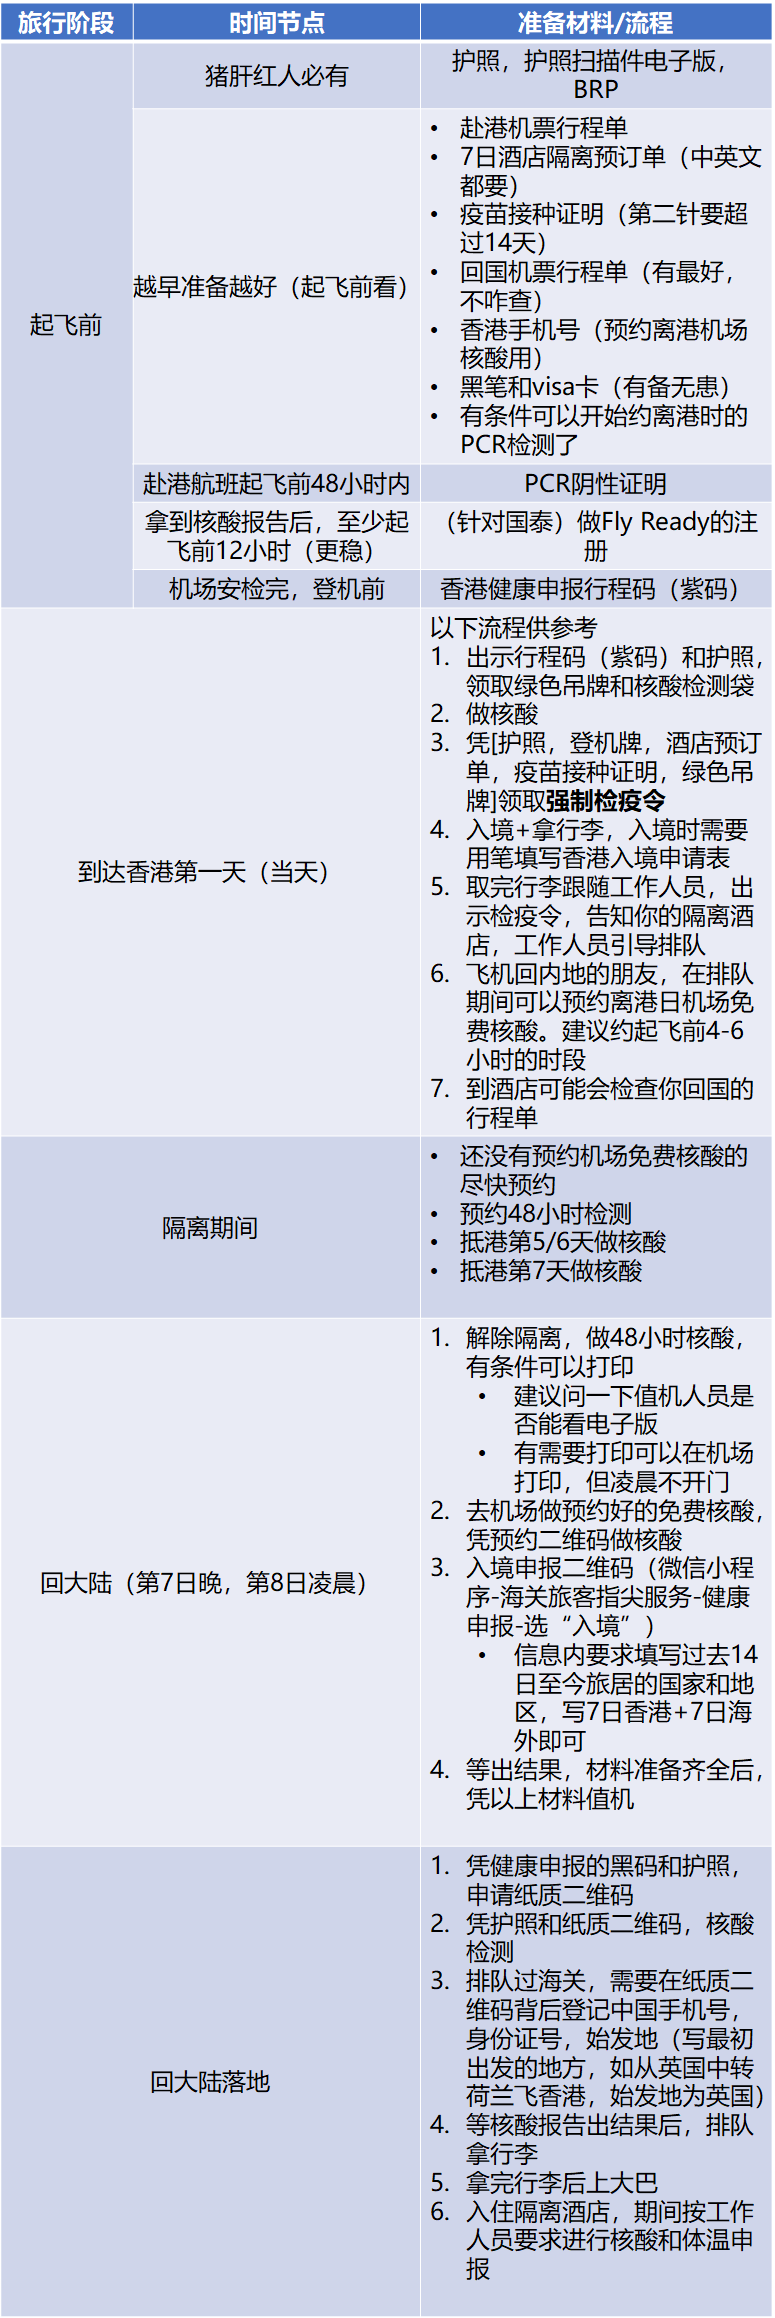 旅行阶段 时间节点 准备材料/流程
起飞前
猪肝红人必有
护照，护照扫描件电子版，
BRP
越早准备越好（起飞前看）
• 赴港机票行程单
• 7日酒店隔离预订单（中英文
都要）
• 疫苗接种证明（第二针要超
过14天）
• 回国机票行程单（有最好，
不咋查）
• 香港手机号（预约离港机场
核酸用）
• 黑笔和visa卡（有备无患）
• 有条件可以开始约离港时的
PCR检测了
赴港航班起飞前48小时内
PCR阴性证明
拿到核酸报告后，至少起
飞前12小时（更稳）
（针对国泰）做Fly Ready的注
册
机场安检完，登机前
香港健康申报行程码（紫码）
到达香港第一天（当天）
以下流程供参考
1. 出示行程码（紫码）和护照，
领取绿色吊牌和核酸检测袋
2. 做核酸
3. 凭[护照，登机牌，酒店预订
单，疫苗接种证明，绿色吊
牌]领取强制检疫令
4. 入境+拿行李，入境时需要
用笔填写香港入境申请表
5. 取完行李跟随工作人员，出
示检疫令，告知你的隔离酒
店，工作人员引导排队
6. 飞机回内地的朋友，在排队
期间可以预约离港日机场免
费核酸。建议约起飞前4-6
小时的时段
7. 到酒店可能会检查你回国的
行程单
隔离期间
• 还没有预约机场免费核酸的
尽快预约
• 预约48小时检测
• 抵港第5/6天做核酸
• 抵港第7天做核酸
回大陆（第7日晚，第8日凌晨）
1. 解除隔离，做48小时核酸，
有条件可以打印
• 建议问一下值机人员是
否能看电子版
• 有需要打印可以在机场
打印，但凌晨不开门
2. 去机场做预约好的免费核酸，
凭预约二维码做核酸
3. 入境申报二维码（微信小程
序-海关旅客指尖服务-健康
申报-选“入境”）
• 信息内要求填写过去14
日至今旅居的国家和地
区，写7日香港+7日海
外即可
4. 等出结果，材料准备齐全后，
凭以上材料值机
回大陆落地
1. 凭健康申报的黑码和护照，
申请纸质二维码
2. 凭护照和纸质二维码，核酸
检测
3. 排队过海关，需要在纸质二
维码背后登记中国手机号，
身份证号，始发地（写最初
出发的地方，如从英国中转
荷兰飞香港，始发地为英国）
4. 等核酸报告出结果后，排队
拿行李
5. 拿完行李后上大巴
6. 入住隔离酒店，期间按工作
人员要求进行核酸和体温申
报